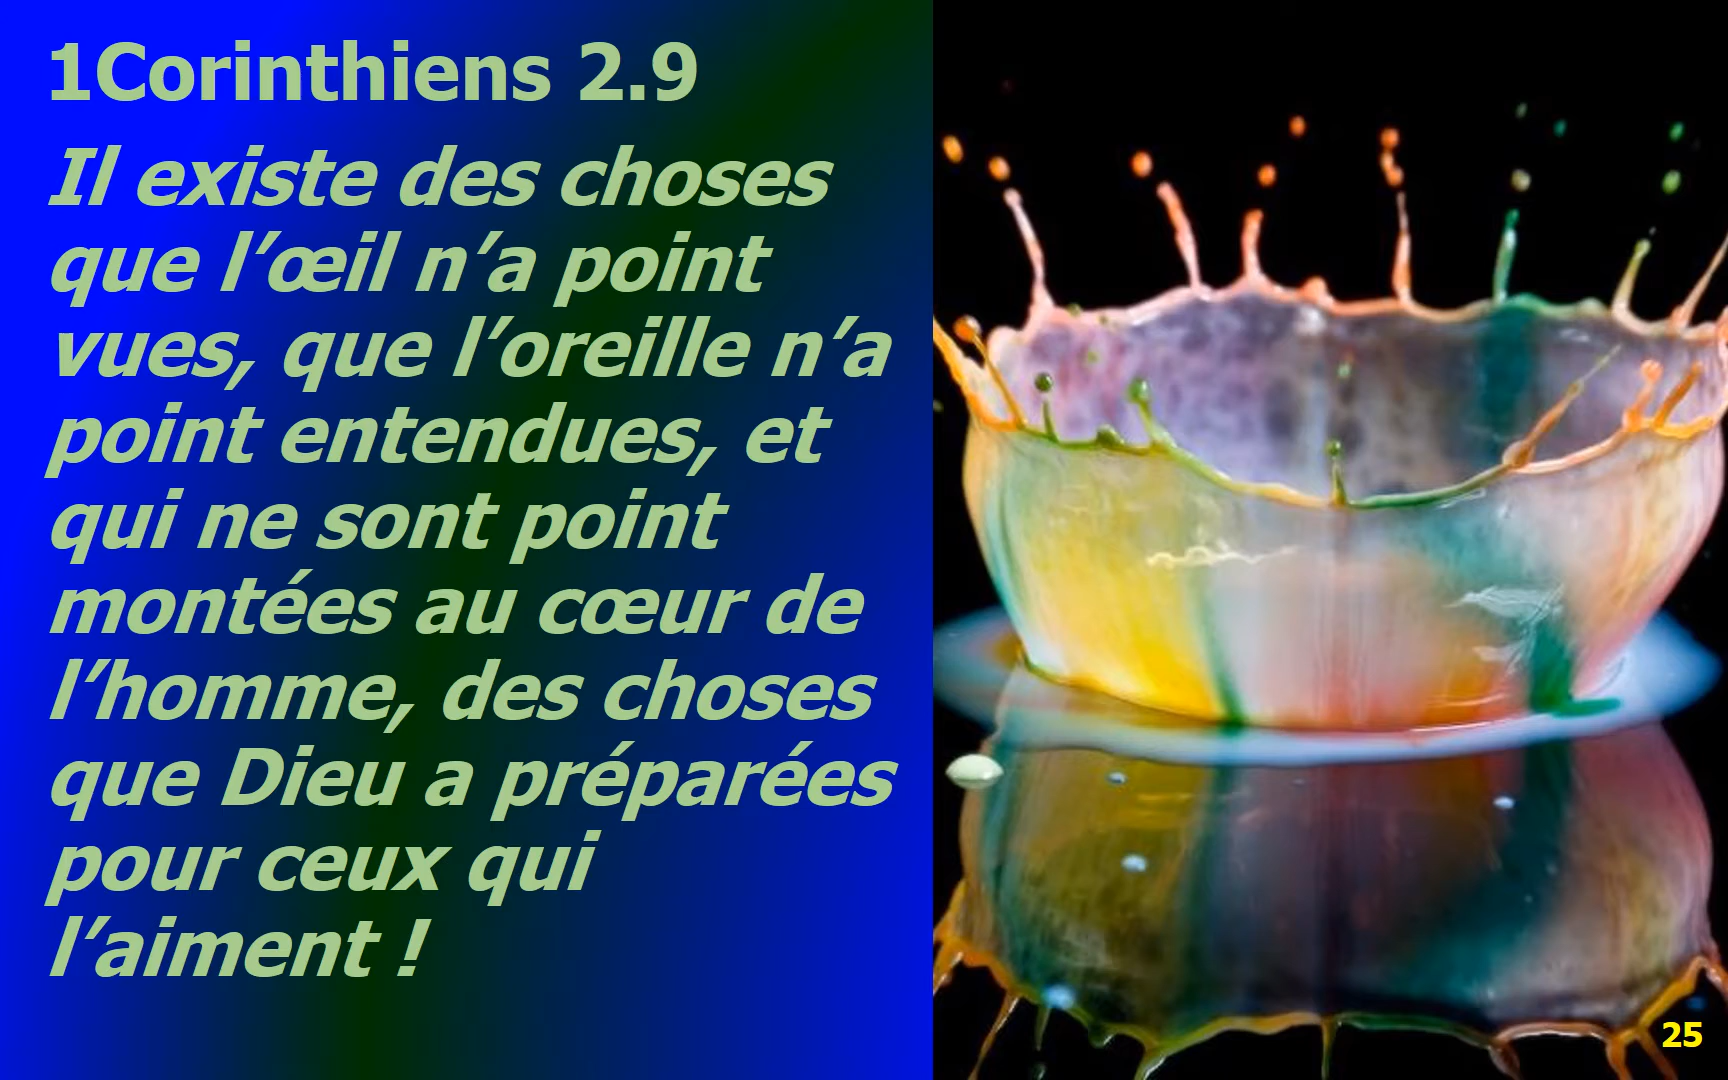 1Corinthiens 2.9
Il existe des choses
que l’œil n’a point
vues, que l’oreille n’a
point entendues, et
qui ne sont point
montées au cœur de
l’homme, des choses
que Dieu a préparées
pour ceux qui
l’aiment !
25